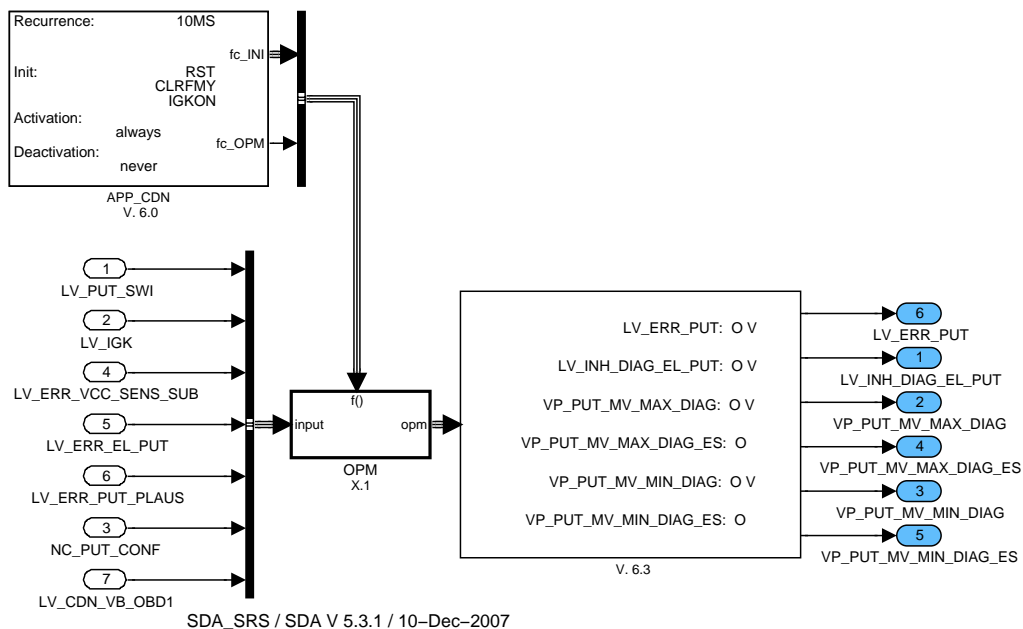 Recurrence: 10MS
fc_INI
Init: RST
CLRFMY
IGKON
Activation:
always
fc_OPM
Deactivation:
never
APP_CDN
V. 6.0
1
LV_PUT_SWI
2
LV_IGK
4
LV_ERR_VCC_SENS_SUB
5
LV_ERR_EL_PUT
6
LV_ERR_PUT_PLAUS
3
NC_PUT_CONF
7
LV_CDN_VB_OBD1
f()
input opm
OPM
X.1
LV_ERR_PUT: O V
LV_INH_DIAG_EL_PUT: O V
VP_PUT_MV_MAX_DIAG: O V
VP_PUT_MV_MAX_DIAG_ES: O
VP_PUT_MV_MIN_DIAG: O V
VP_PUT_MV_MIN_DIAG_ES: O
V. 6.3
6
LV_ERR_PUT
1
LV_INH_DIAG_EL_PUT
2
VP_PUT_MV_MAX_DIAG
4
VP_PUT_MV_MAX_DIAG_ES
3
VP_PUT_MV_MIN_DIAG
5
VP_PUT_MV_MIN_DIAG_ES
SDA_SRS / SDA V 5.3.1 / 10−Dec−2007